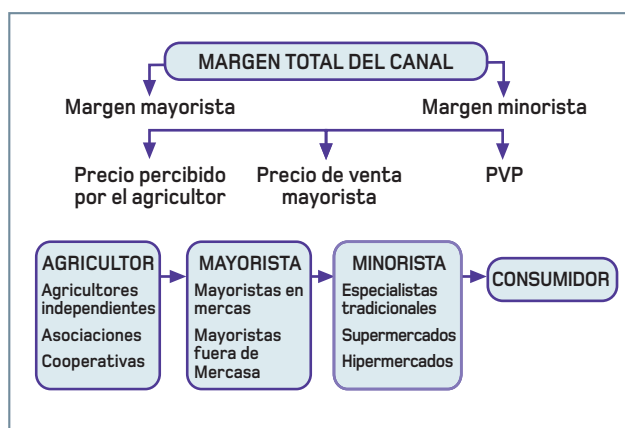 MARGEN TOTAL DEL CANAL
Margen mayorista
Margen minorista
Precio percibido
por el agricultor
Precio de venta
mayorista
PVP
AGRICULTOR
Agricultores
independientes
Asociaciones
Cooperativas
MAYORISTA
Mayoristas en
mercas
Mayoristas
fuera de
Mercasa
MINORISTA
Especialistas
tradicionales
Supermercados
Hipermercados
CONSUMIDOR